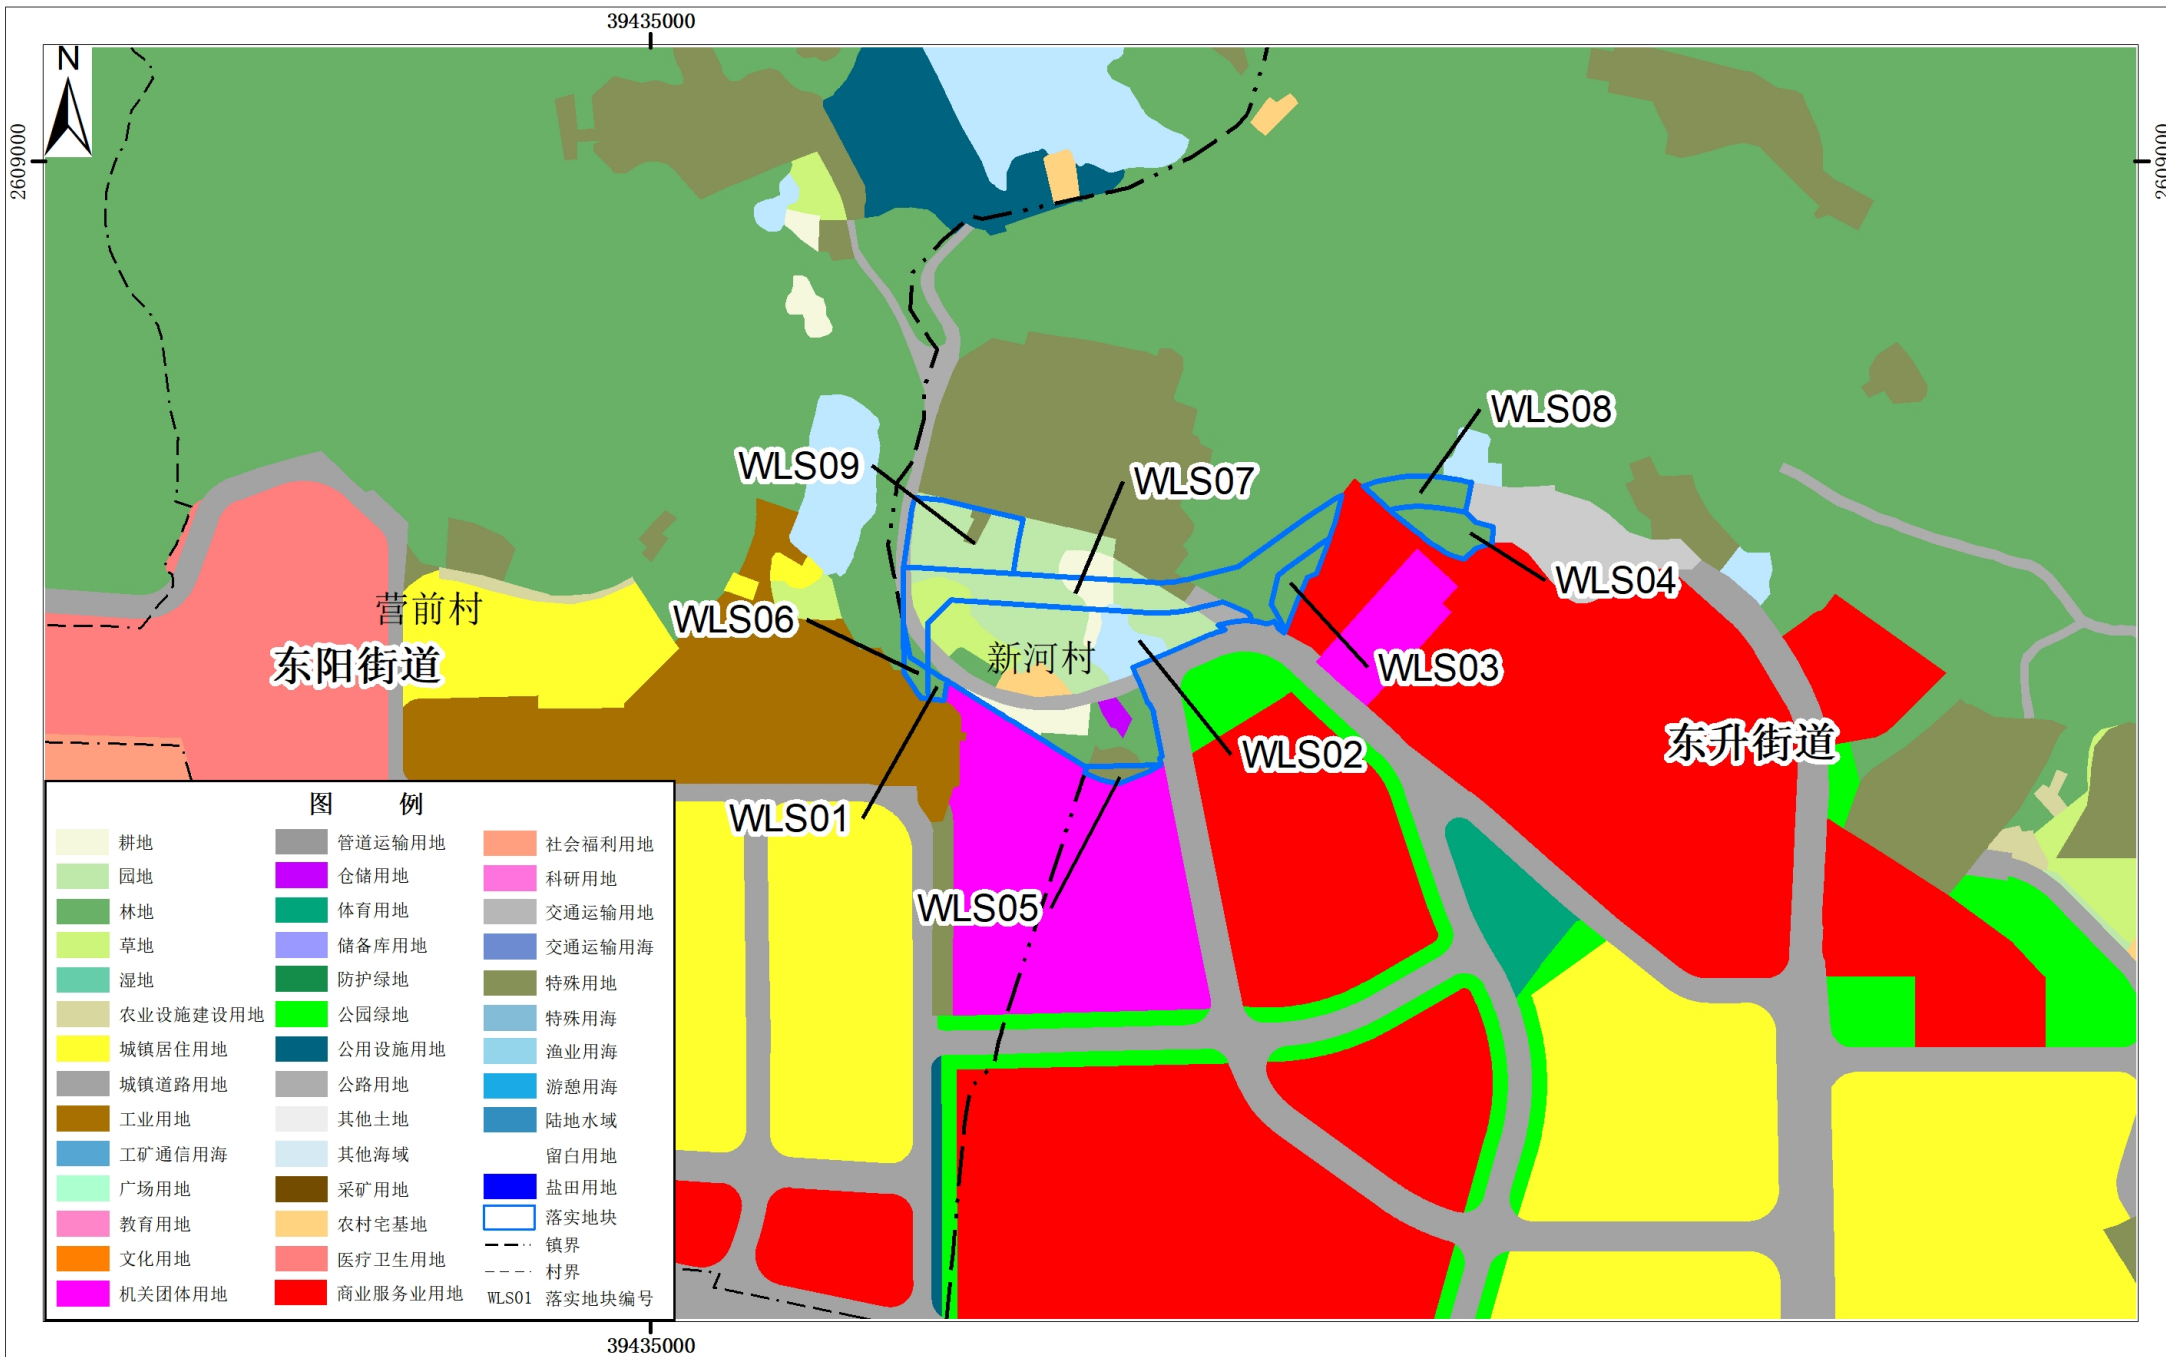 39435000
N
2609000
2609000
WLS08
WLS09
WLS07
WLS04
营前村
WLS06
新河村
东阳街道
WLS03
东升街道
WLS02
WLS01
WLS05
图 例
耕地
园地
林地
草地
湿地
农业设施建设用地
城镇居住用地
城镇道路用地
工业用地
工矿通信用海
广场用地
教育用地
文化用地
机关团体用地
管道运输用地
仓储用地
体育用地
储备库用地
防护绿地
公园绿地
公用设施用地
公路用地
其他土地
其他海域
采矿用地
农村宅基地
医疗卫生用地
商业服务业用地
社会福利用地
科研用地
交通运输用地
交通运输用海
特殊用地
特殊用海
渔业用海
游憩用海
陆地水域
留白用地
盐田用地
落实地块
镇界
村界
WLS01 落实地块编号
39435000